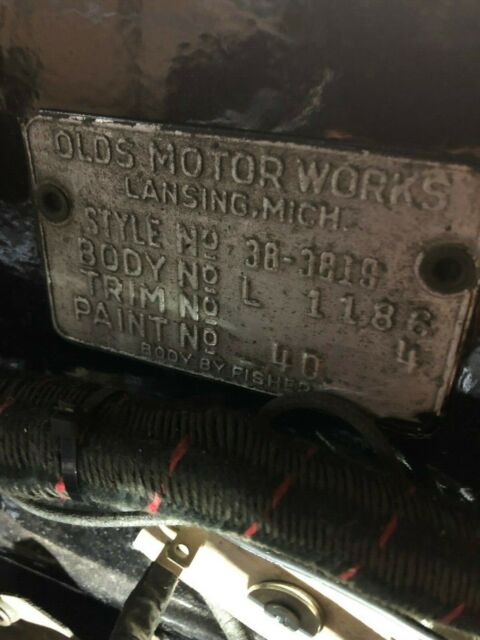 OLDS MOTOR WORKS
LANSING, MICH.
STYLE NO 38-3819
BODY NO L 1186
TRIM NO 40
PAINT NO 4
BODY BY FISHER